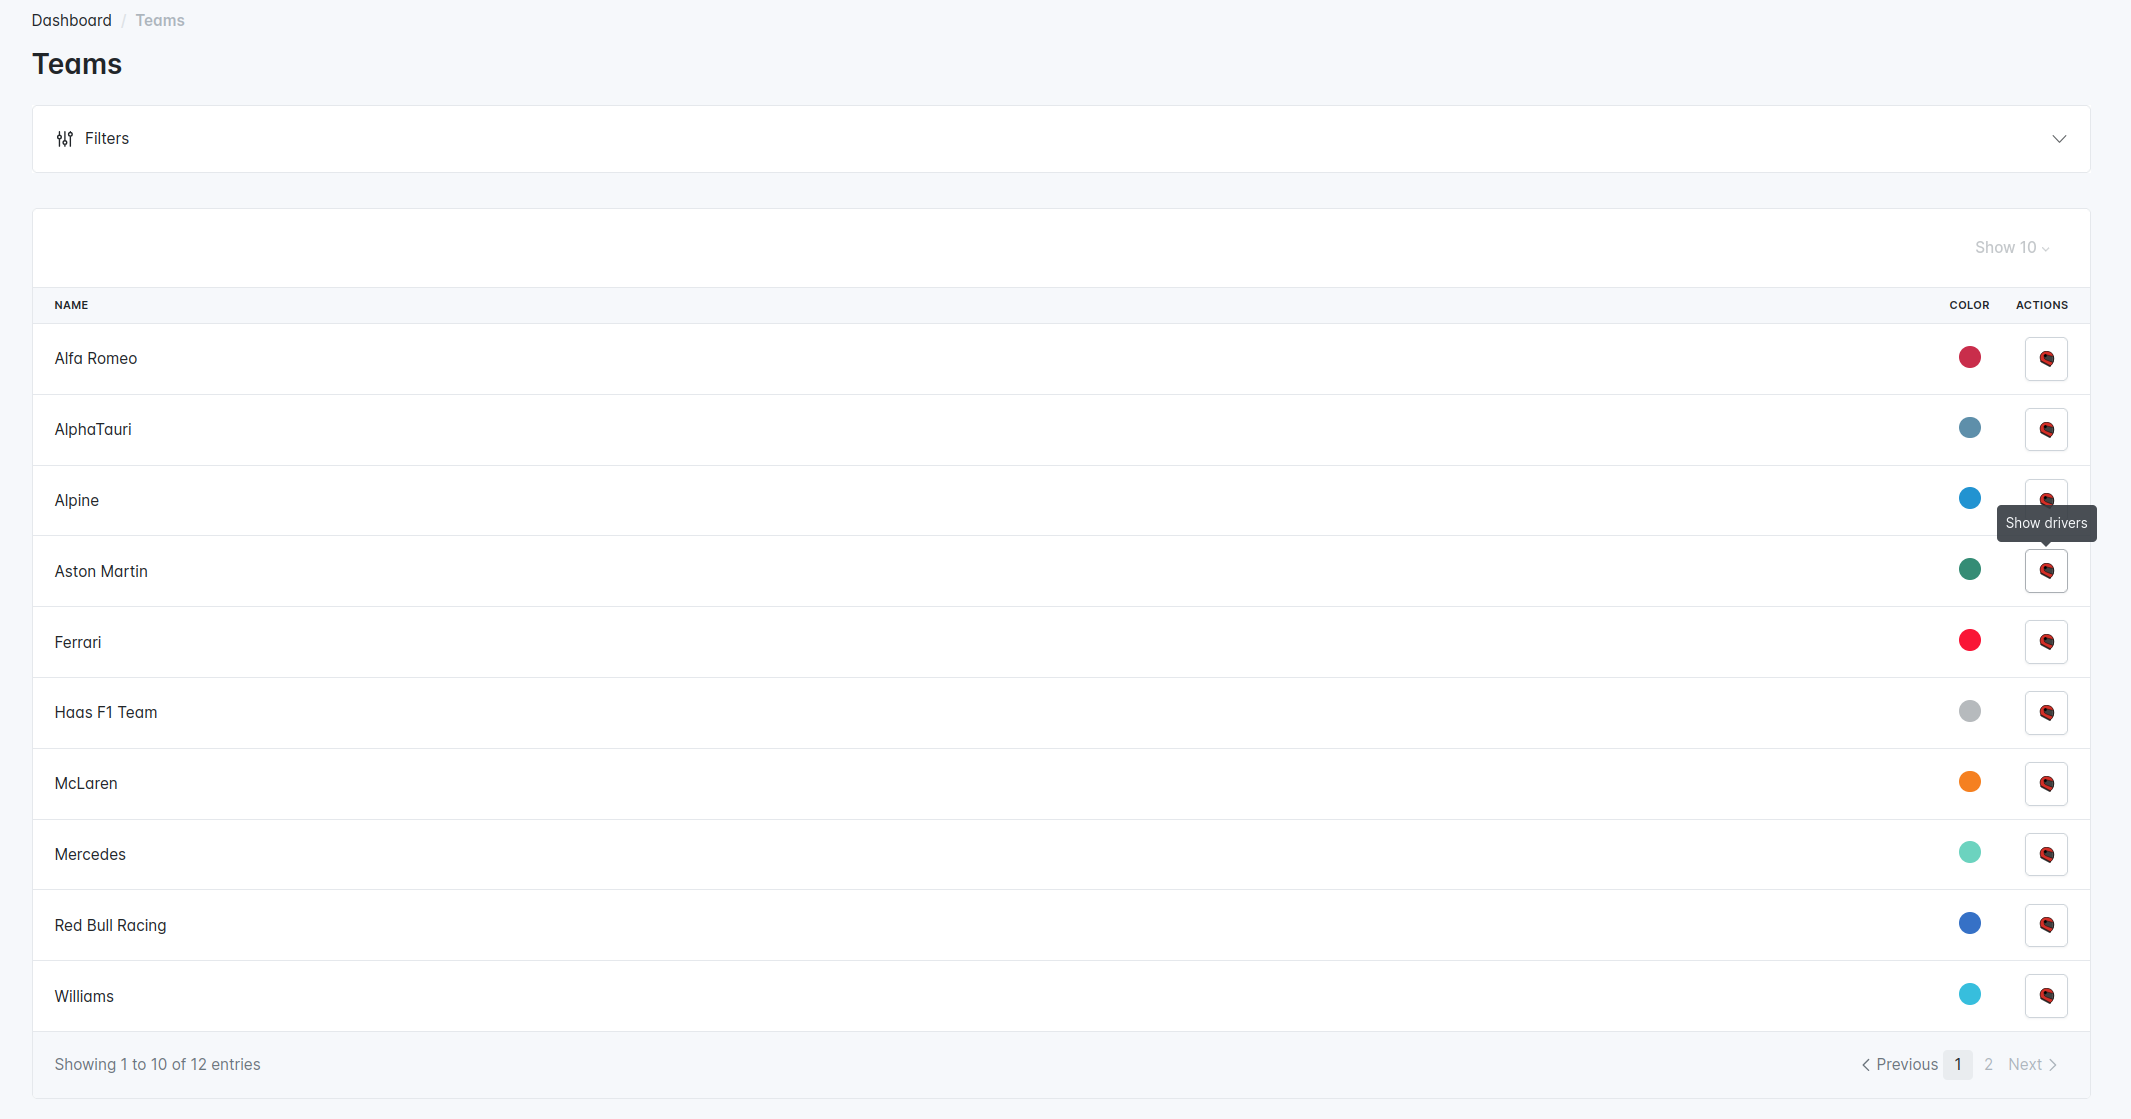 Dashboard / Teams
Teams
Filters
Show 10
NAME COLOR ACTIONS
Alfa Romeo
AlphaTauri
Alpine
Show drivers
Aston Martin
Ferrari
Haas F1 Team
McLaren
Mercedes
Red Bull Racing
Williams
Showing 1 to 10 of 12 entries Previous 1 2 Next